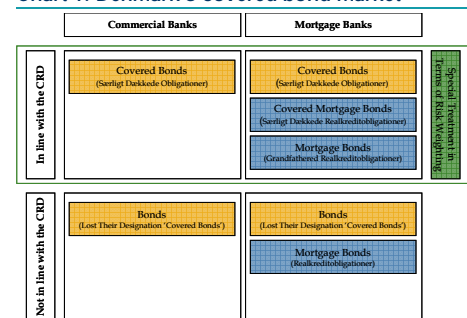 Chart 1: Denmark's covered bond market
Commercial Banks
Mortgage Banks
In line with the CRD
Covered Bonds
(Særligt Dækkede Obligationer)
Covered Bonds
(Særligt Dækkede Obligationer)
Covered Mortgage Bonds
(Særligt Dækkede Realkreditobligationer)
Mortgage Bonds
(Grandfathered Realkreditobligationer)
Special Treatment in
Terms of Risk Weighting
Not in line with the CRD
Bonds
(Lost Their Designation 'Covered Bonds')
Bonds
(Lost Their Designation 'Covered Bonds')
Mortgage Bonds
(Realkreditobligationer)